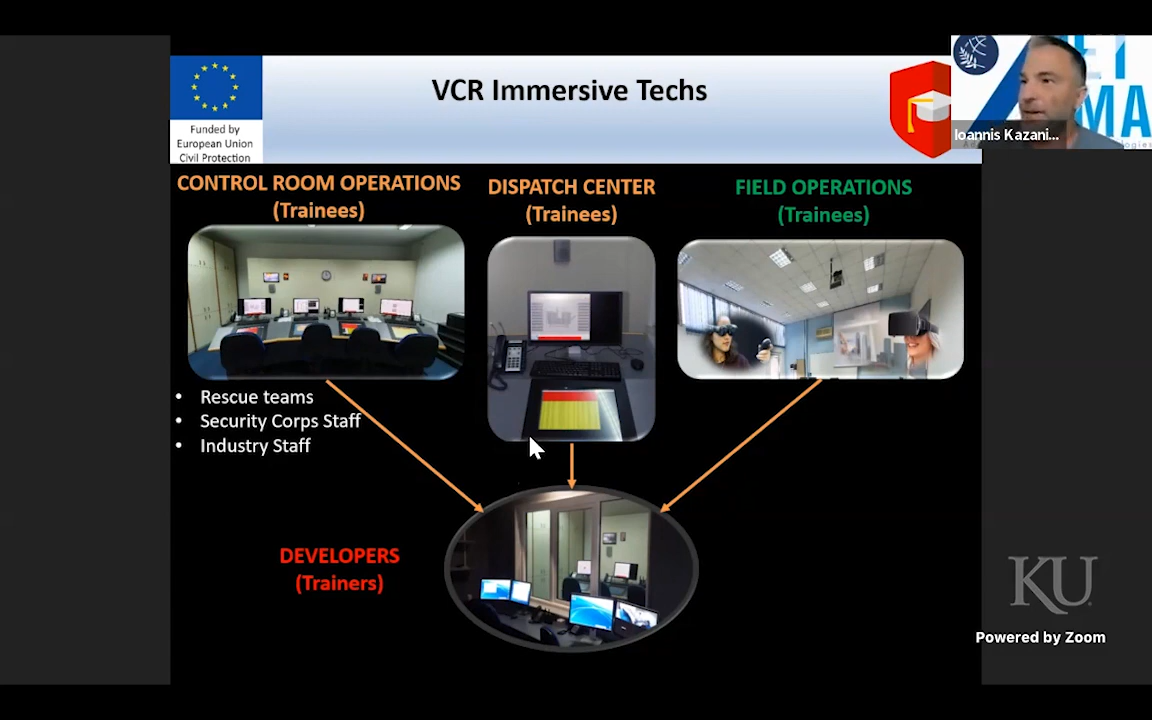 VCR Immersive Techs
Funded by
European Union
Civil Protection
Ioannis Kazani...
MA
CONTROL ROOM OPERATIONS
(Trainees)
DISPATCH CENTER
(Trainees)
FIELD OPERATIONS
(Trainees)
• Rescue teams
• Security Corps Staff
• Industry Staff
DEVELOPERS
(Trainers)
KU
Powered by Zoom